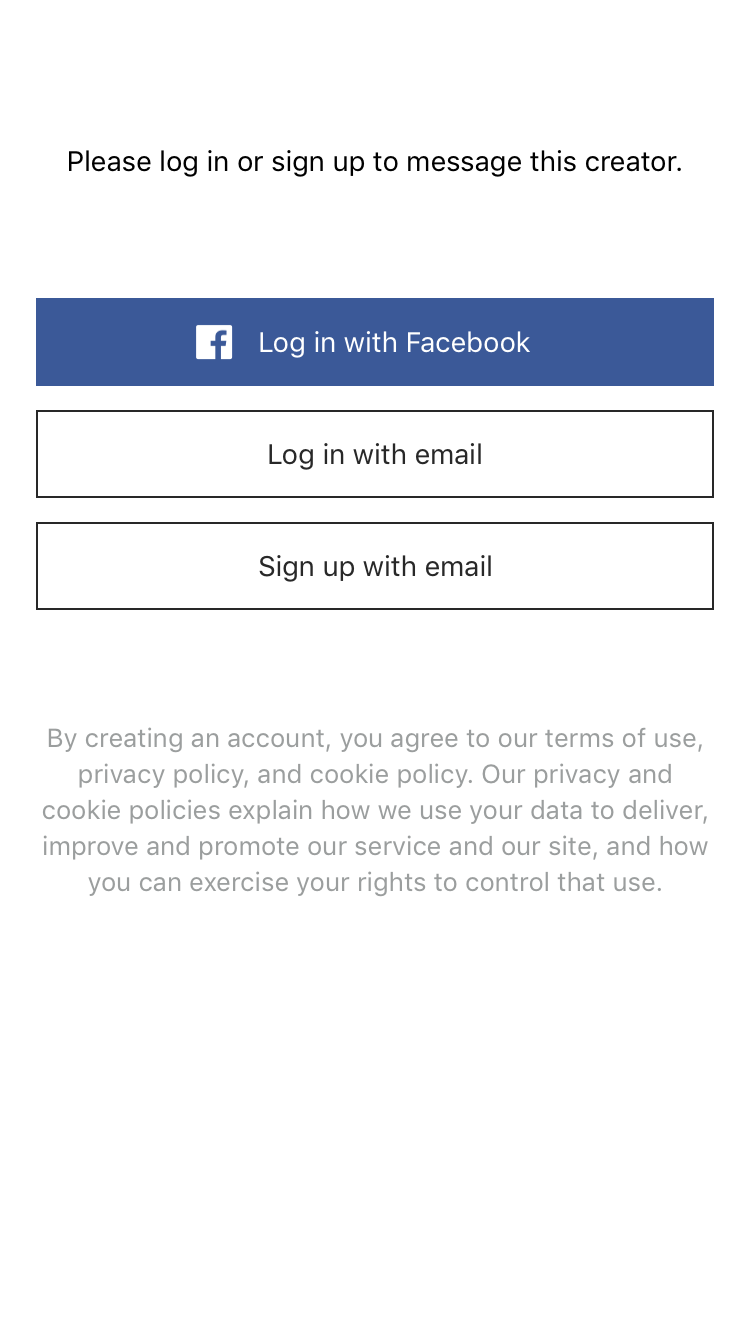 Please log in or sign up to message this creator.
Log in with Facebook
Log in with email
Sign up with email
By creating an account, you agree to our terms of use,
privacy policy, and cookie policy. Our privacy and
cookie policies explain how we use your data to deliver,
improve and promote our service and our site, and how
you can exercise your rights to control that use.